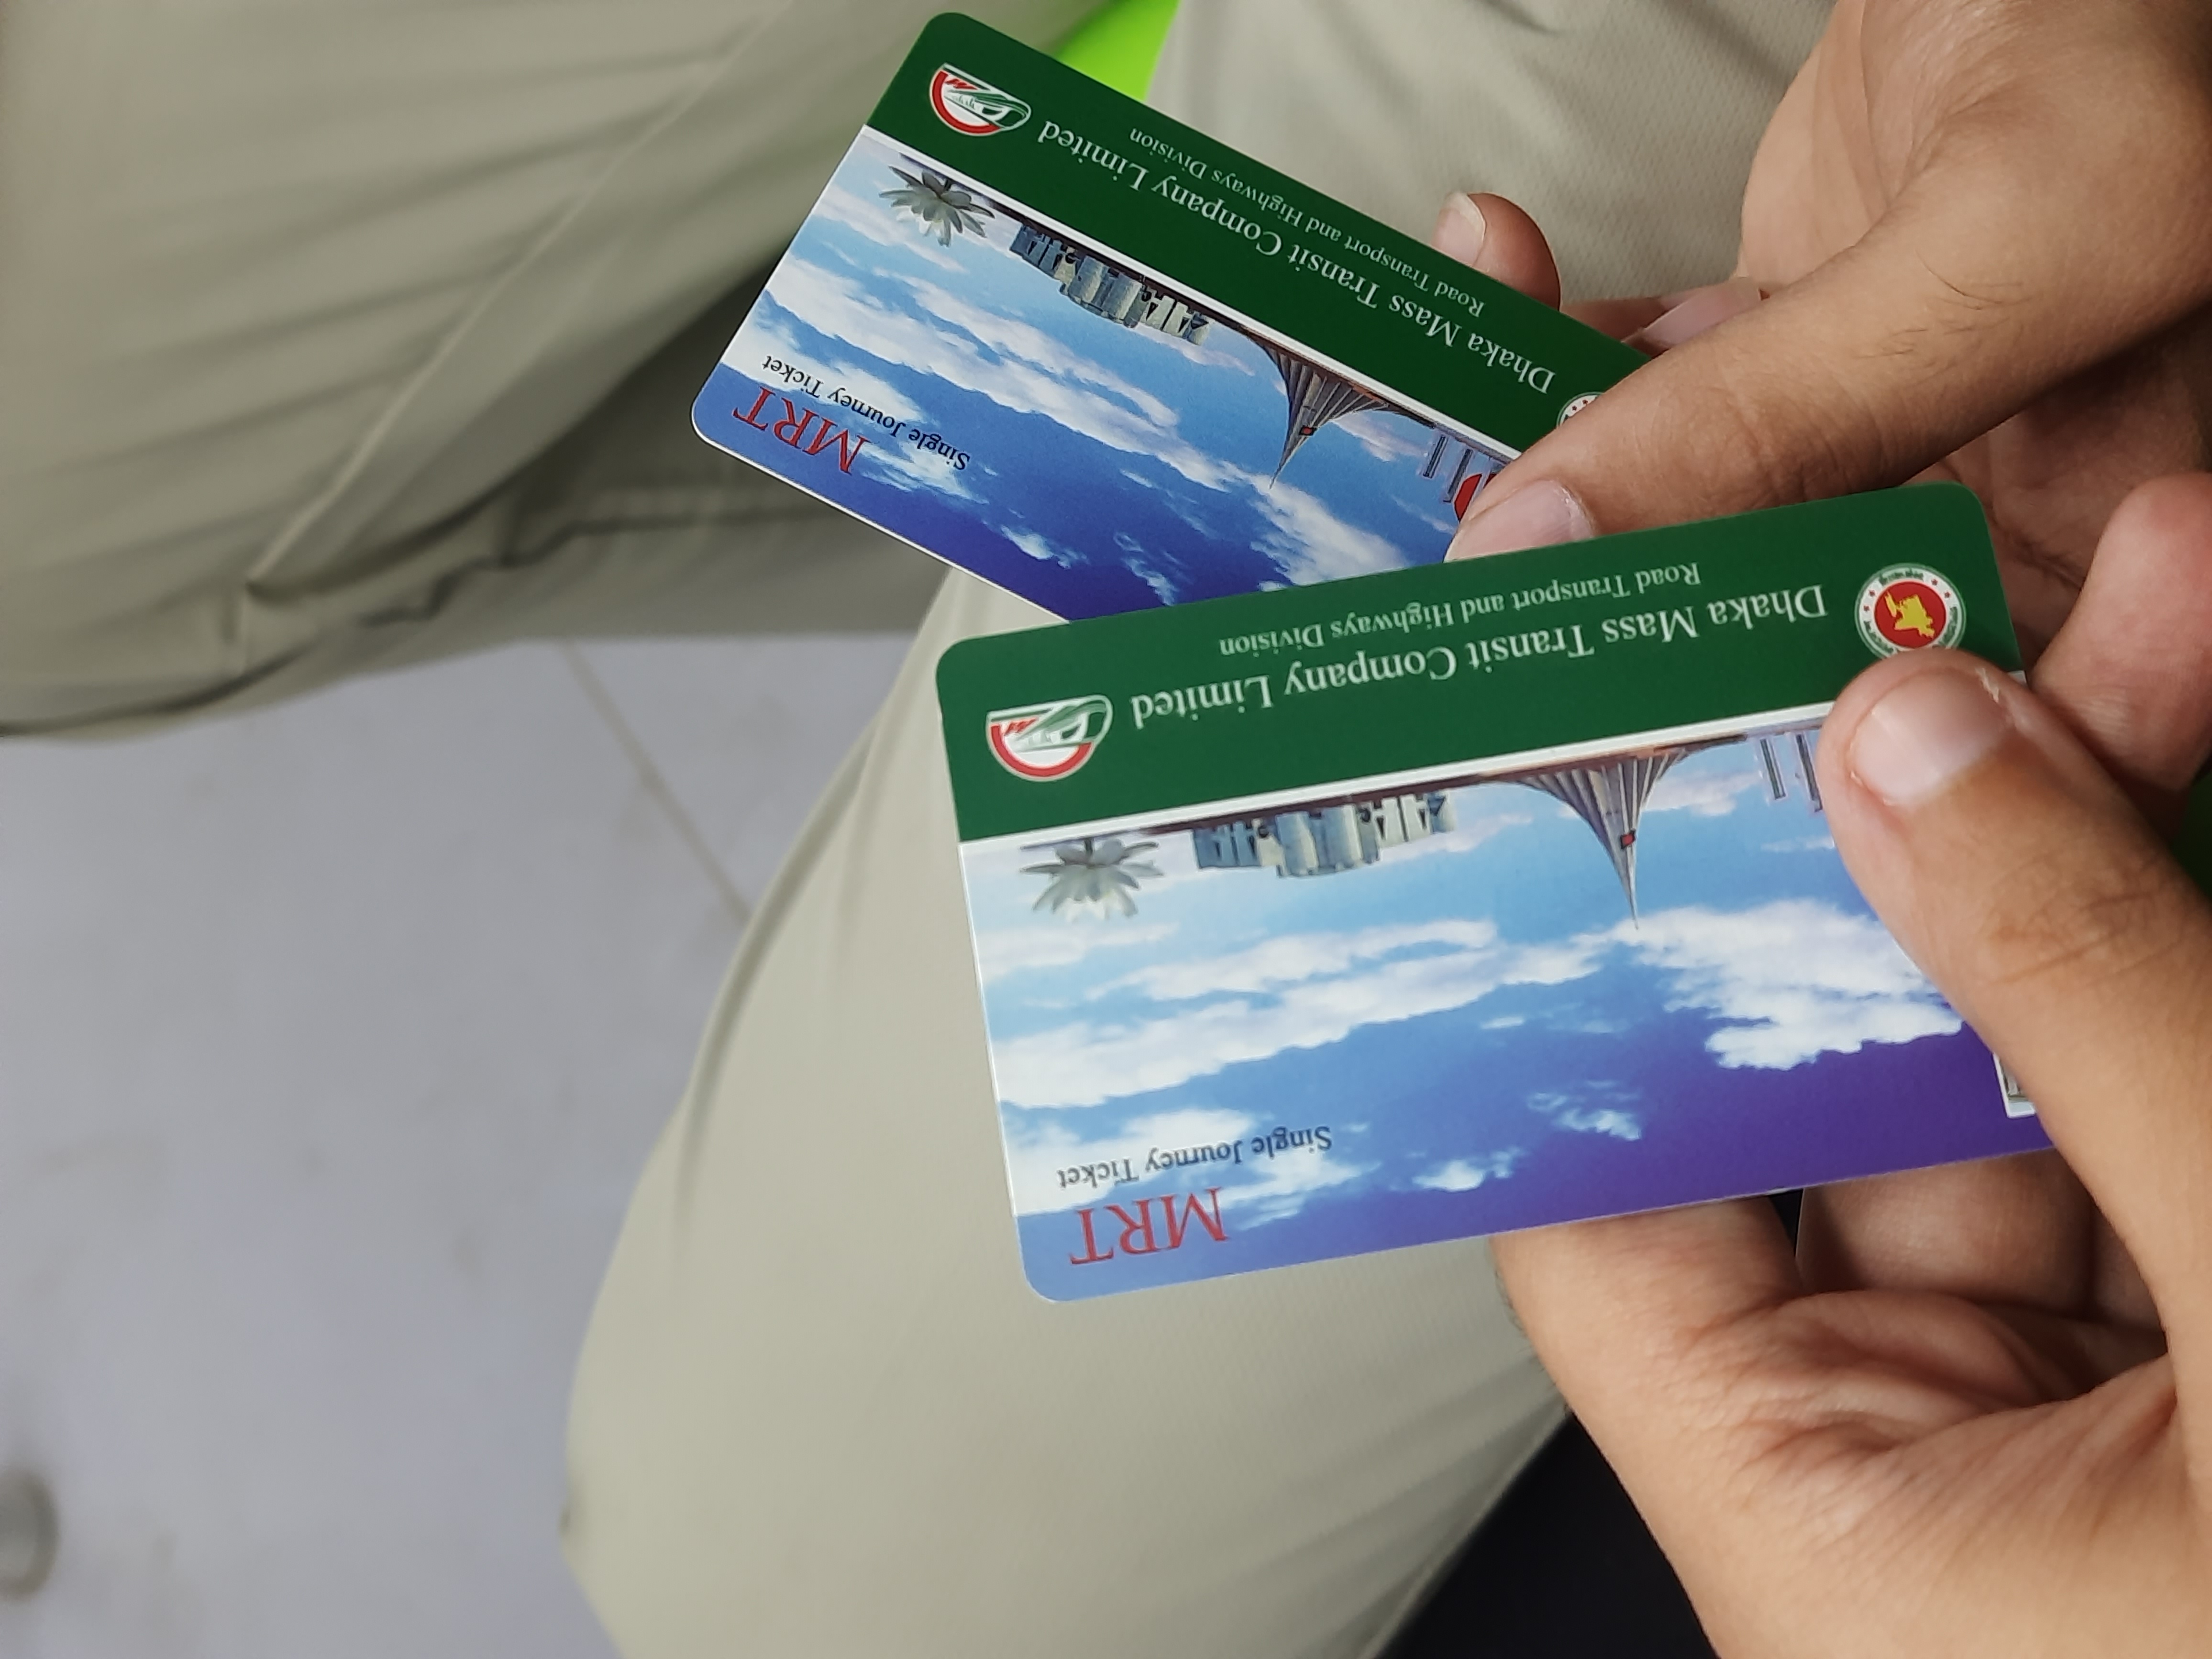 MRT
Single Journey Ticket
Dhaka Mass Transit Company Limited
Road Transport and Highways Division
MRT
Single Journey Ticket
Dhaka Mass Transit Company Limited
Road Transport and Highways Division